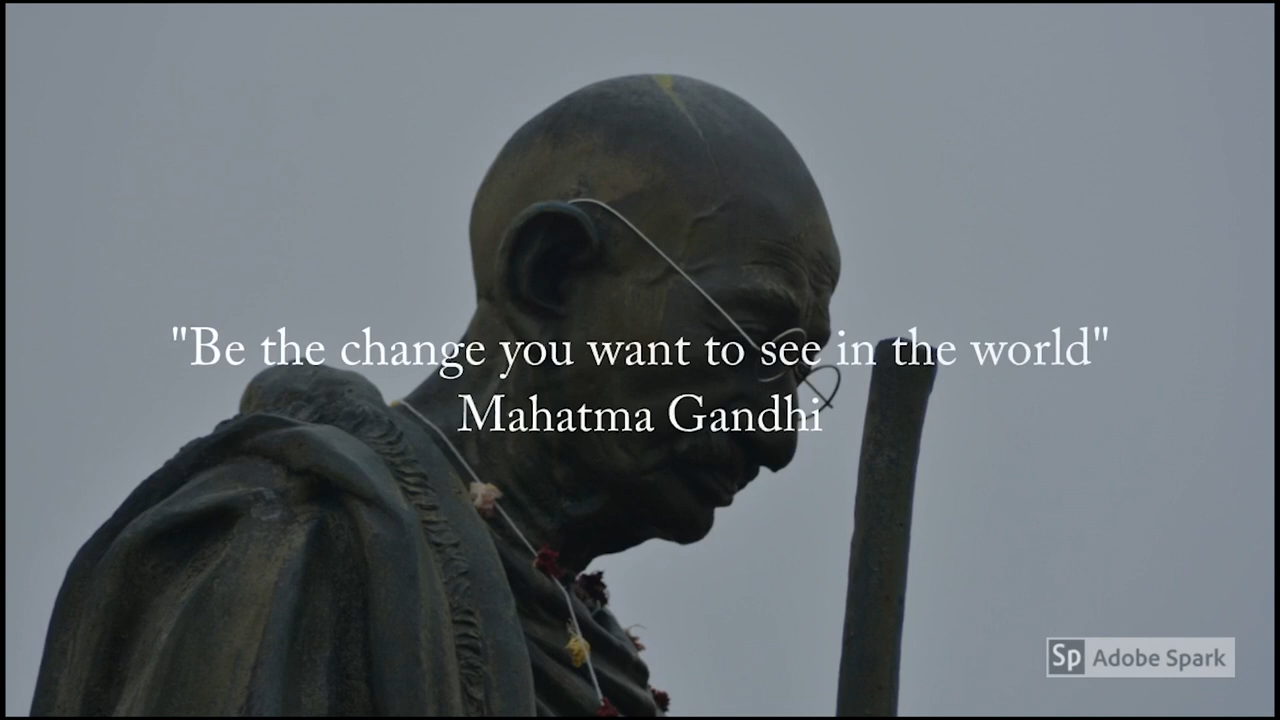 "Be the change you want to see in the world"
Mahatma Gandhi
Sp Adobe Spark